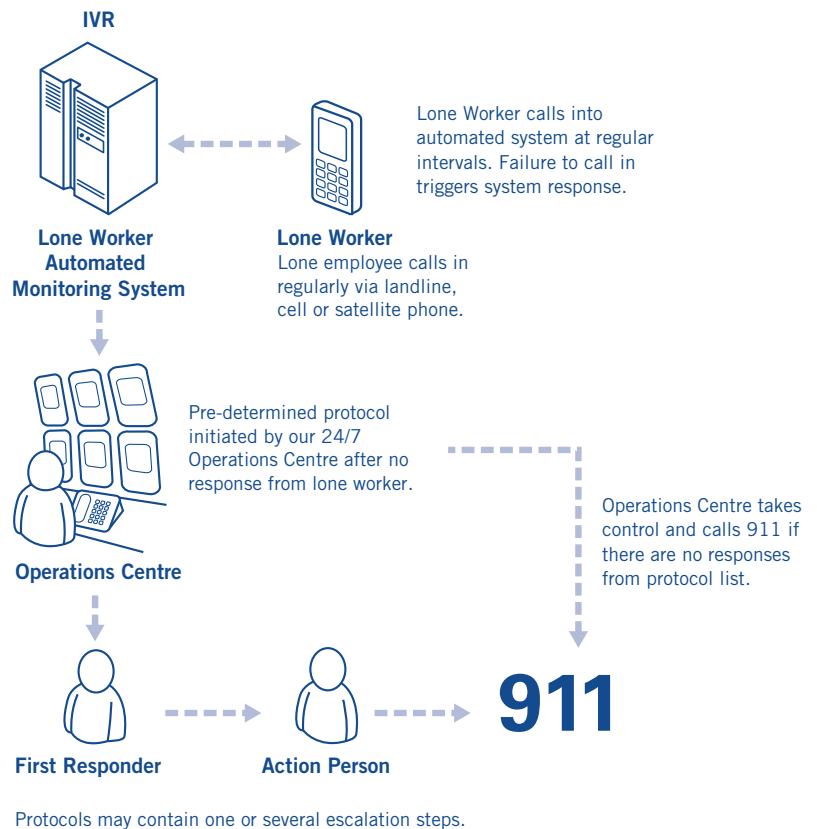 IVR
Lone Worker calls into
automated system at regular
intervals. Failure to call in
triggers system response.
Lone Worker
Automated
Monitoring System
Lone Worker
Lone employee calls in
regularly via landline,
cell or satellite phone.
Pre-determined protocol
initiated by our 24/7
Operations Centre after no
response from lone worker.
Operations Centre takes
control and calls 911 if
there are no responses
from protocol list.
Operations Centre
911
First Responder
Action Person
Protocols may contain one or several escalation steps.